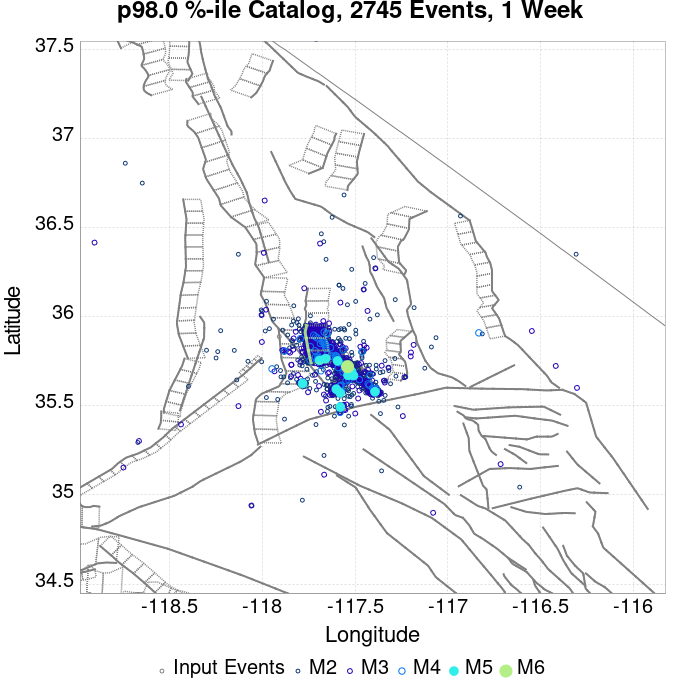 p98.0 %-ile Catalog, 2745 Events, 1 Week
37.5
37
36.5
36
35.5
35
34.5
Latitude
-118.5 -118 -117.5 -117 -116.5 -116
Longitude
Input Events M2 M3 M4 M5 M6